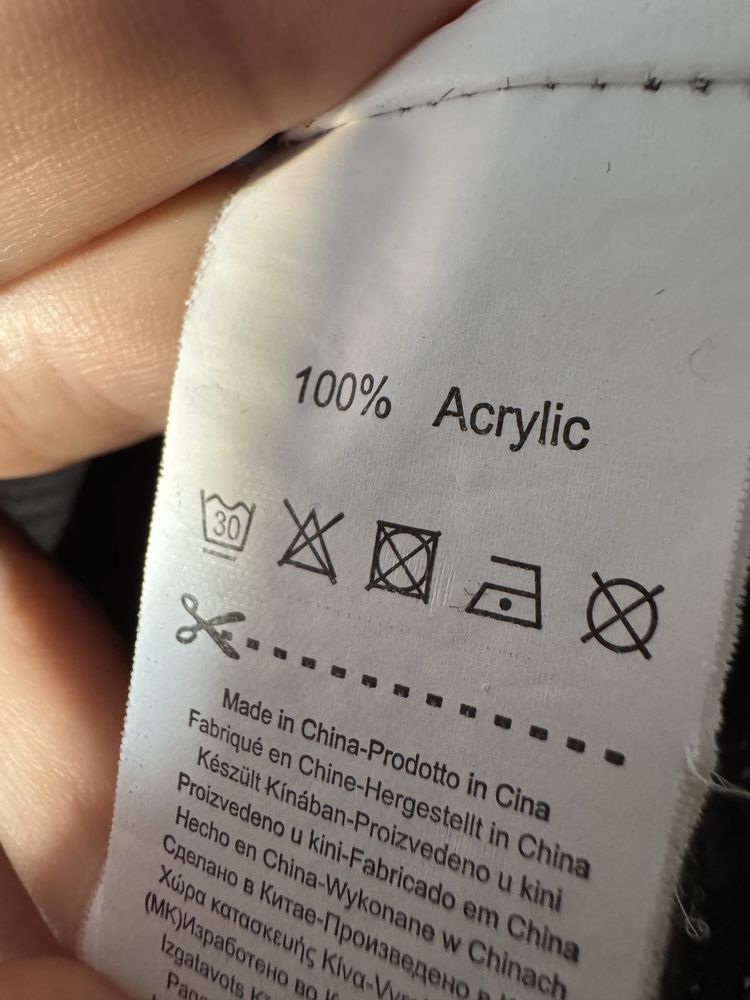 100% Acrylic
30
Made in China-Prodotto in Cina
Fabriqué en Chine-Hergestellt in China
Készült Kínában-Proizvedeno u kini
Proizvedeno u kini-Fabricado em China
Hecho en China-Wykonane w Chinach
Сделано в Китае-Произведено в
Χώρα κατασκευής Κίνα-
(МК)Изработено во
Izgatavots